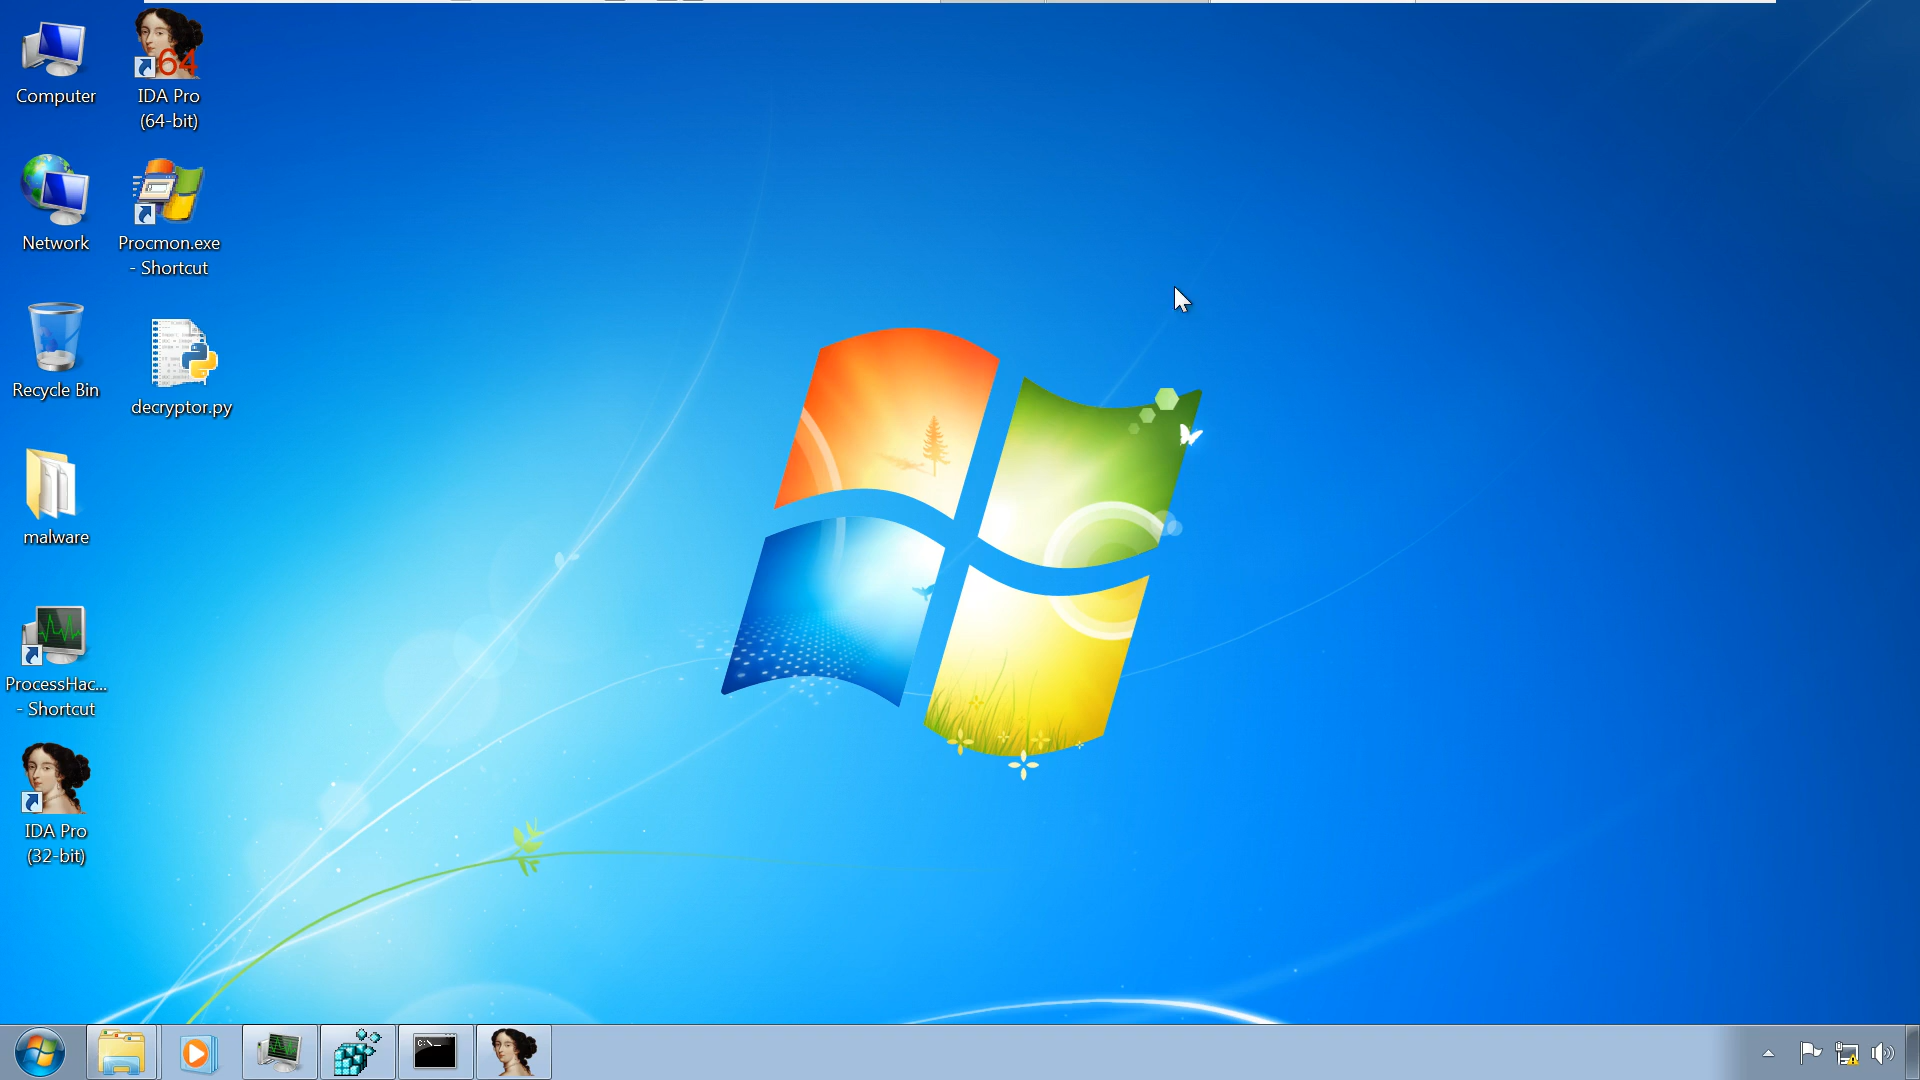 Computer
IDA Pro
(64-bit)
64
Network
Procmon.exe
- Shortcut
Recycle Bin
decryptor.py
malware
ProcessHac...
- Shortcut
IDA Pro
(32-bit)
C:\_